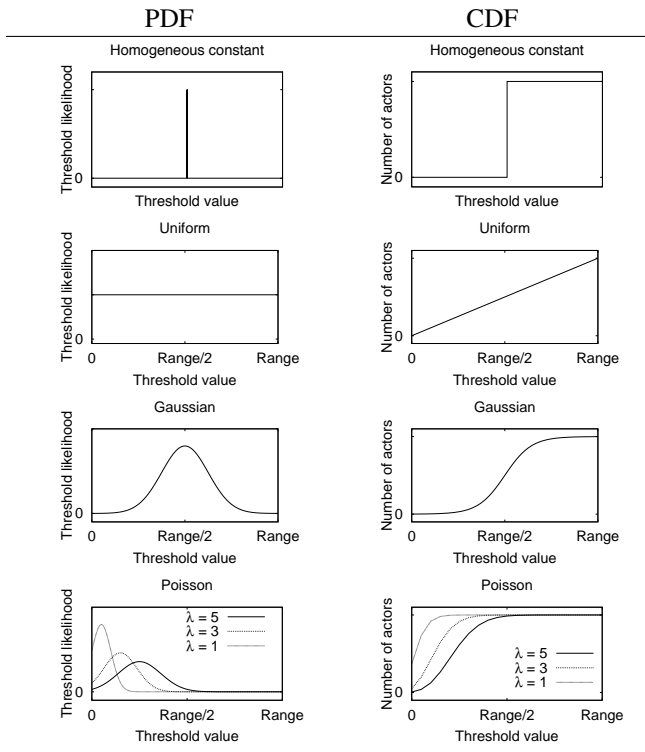 PDF CDF
Homogeneous constant
Threshold likelihood
0
Threshold value
Homogeneous constant
Number of actors
0
Threshold value
Uniform
Threshold likelihood
0
0 Range/2 Range
Threshold value
Uniform
Number of actors
0
0 Range/2 Range
Threshold value
Gaussian
Threshold likelihood
0
0 Range/2 Range
Threshold value
Gaussian
Number of actors
0
0 Range/2 Range
Threshold value
Poisson
Threshold likelihood
λ = 5
λ = 3
λ = 1
0
0 Range/2 Range
Threshold value
Poisson
Number of actors
λ = 5
λ = 3
λ = 1
0
0 Range/2 Range
Threshold value